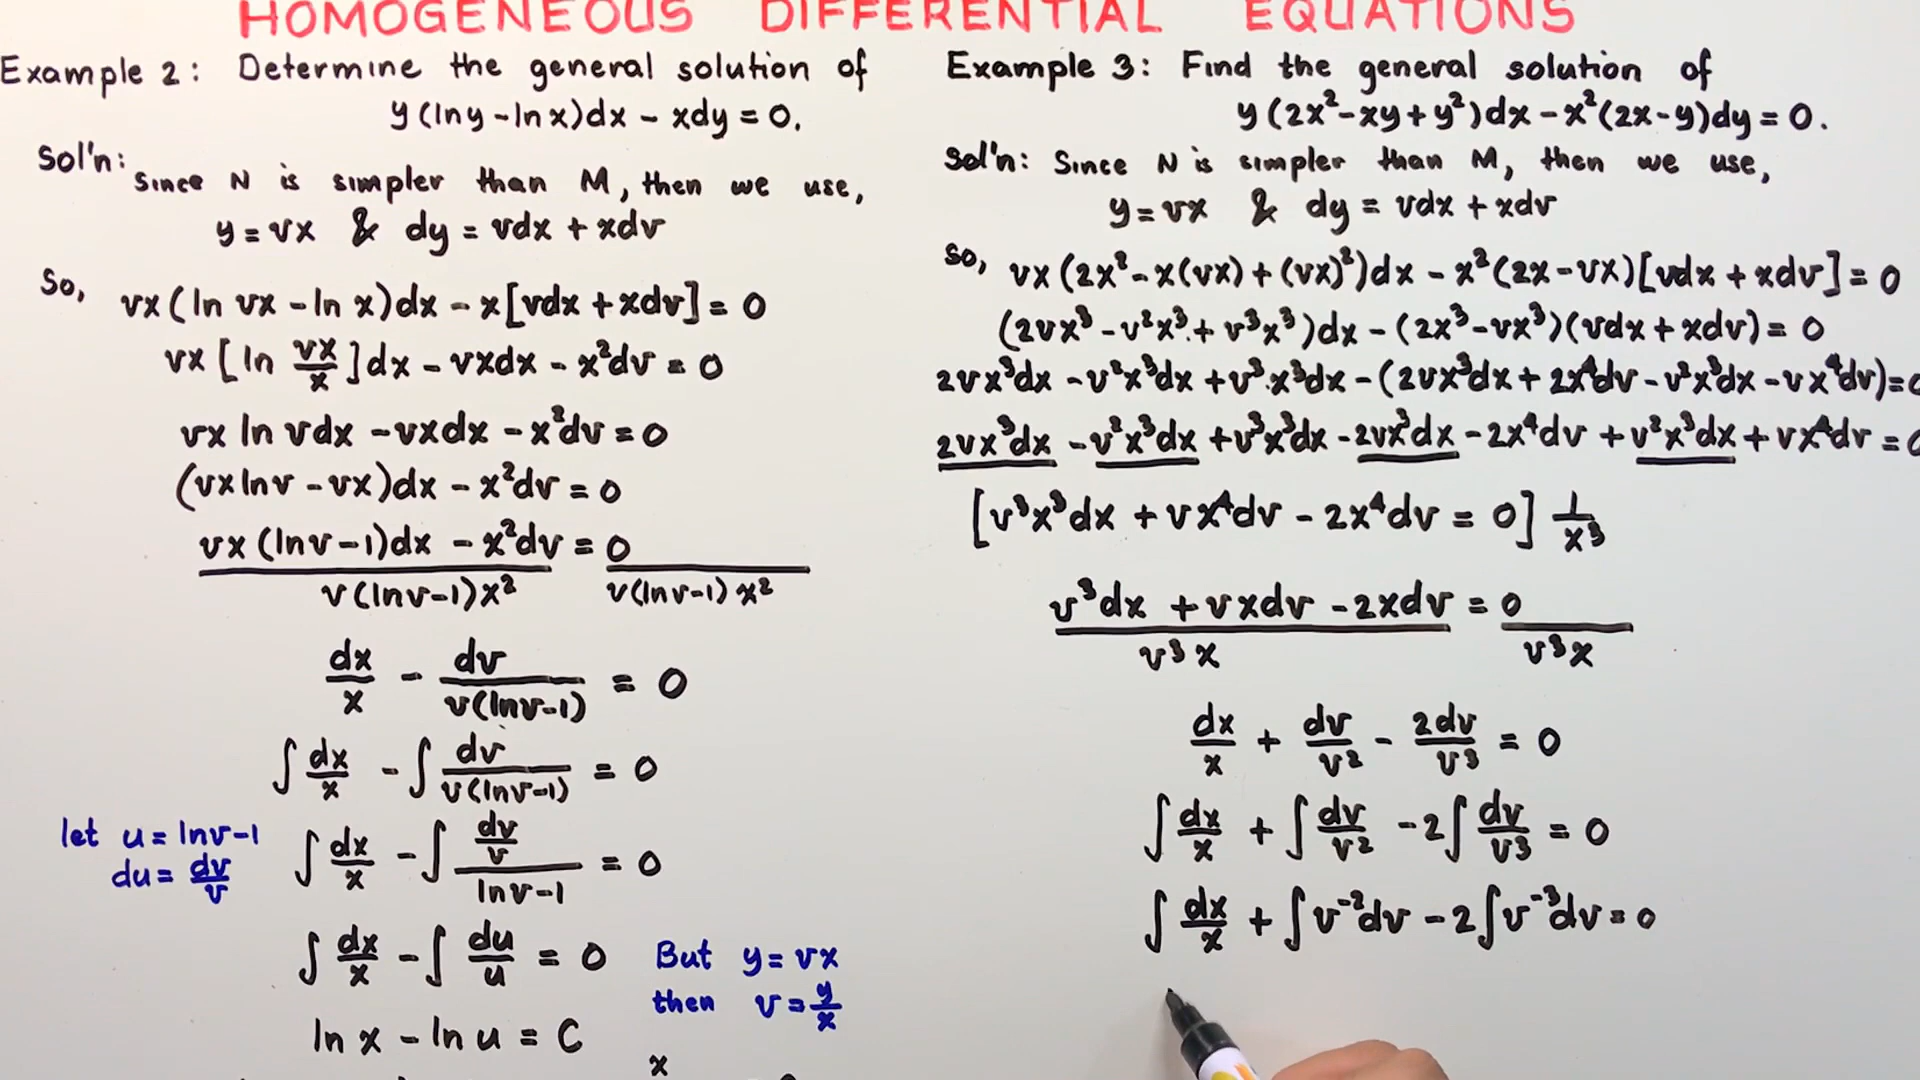 HOMOGENEOUS DIFFERENTIAL EQUATIONS
Example 2: Determine the general solution of
y(lny-lnx)dx - xdy = 0.
Sol'n: Since N is simpler than M, then we use,
y = vx & dy = vdx + xdv
So, vx(ln vx - ln x)dx - x[vdx + xdv] = 0
vx[ln vx/x]dx - vxdx - x²dv = 0
vx ln vdx - vxdx - x²dv = 0
(vxlnv - vx)dx - x²dv = 0
vx(lnv-1)dx - x²dv = 0
v(lnv-1)x² v(lnv-1)x²
dx/x - dv/v(lnv-1) = 0
∫dx/x - ∫dv/v(lnv-1) = 0
let u = lnv-1
du = dv/v
∫dx/x - ∫(dv/v)/(lnv-1) = 0
∫dx/x - ∫du/u = 0
ln x - ln u = C
But y = vx
then v = y/x
x
Example 3: Find the general solution of
y(2x²-xy+y²)dx - x²(2x-y)dy = 0.
Sol'n: Since N is simpler than M, then we use,
y = vx & dy = vdx + xdv
So, vx(2x² - x(vx) + (vx)²)dx - x²(2x-vx)[vdx + xdv] = 0
(2vx³ - v²x³ + v³x³)dx - (2x³-vx³)(vdx + xdv) = 0
2vx³dx - v²x³dx + v³x³dx - (2vx³dx + 2x⁴dv - v²x³dx - vx⁴dv) = 0
2vx³dx - v²x³dx + v³x³dx - 2vx³dx - 2x⁴dv + v²x³dx + vx⁴dv = 0
[v³x³dx + vx⁴dv - 2x⁴dv = 0] 1/x³
v³dx + vxdv - 2xdv = 0
v³x v³x
dx/x + dv/v² - 2dv/v³ = 0
∫dx/x + ∫dv/v² - 2∫dv/v³ = 0
∫dx/x + ∫v⁻²dv - 2∫v⁻³dv = 0